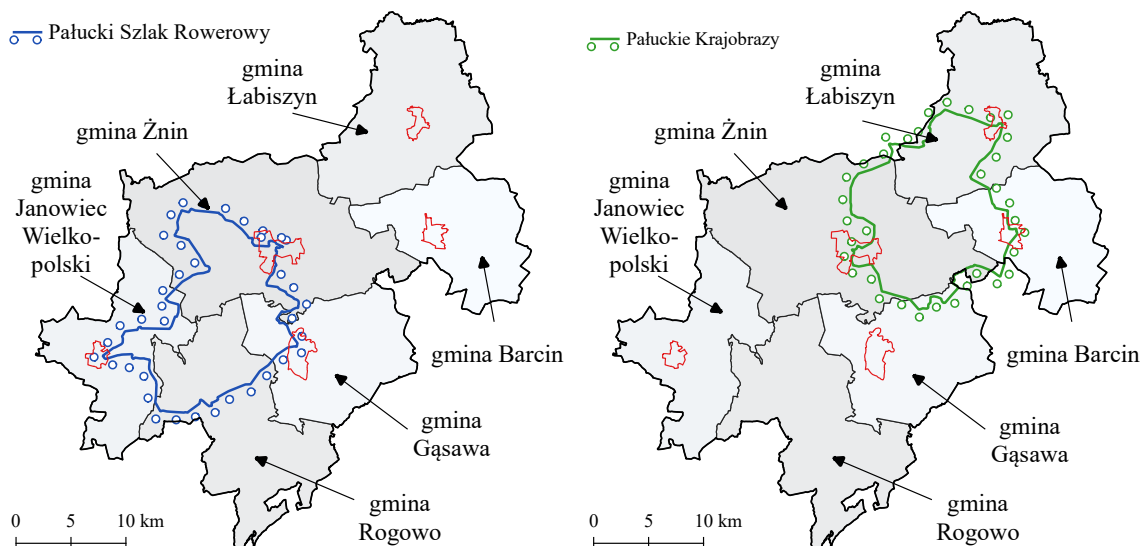 Pałucki Szlak Rowerowy
gmina
Łabiszyn
gmina Żnin
gmina
Janowiec
Wielko-
polski
gmina Barcin
gmina
Gąsawa
gmina
Rogowo
0 5 10 km
Pałuckie Krajobrazy
gmina
Łabiszyn
gmina Żnin
gmina
Janowiec
Wielko-
polski
gmina Barcin
gmina
Gąsawa
gmina
Rogowo
0 5 10 km